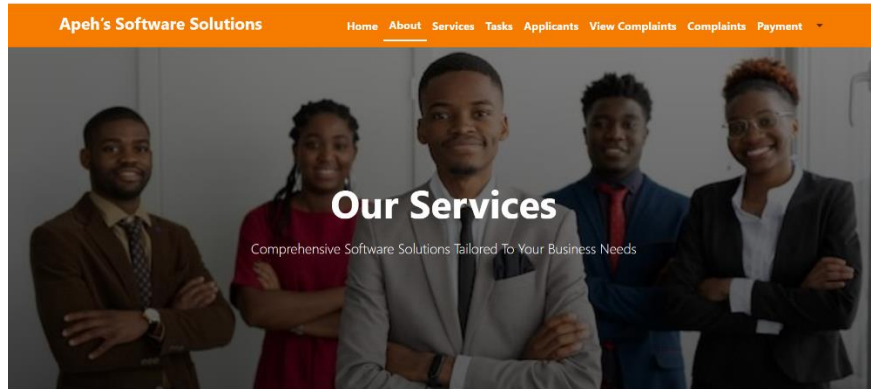 Apeh's Software Solutions
Home About Services Tasks Applicants View Complaints Complaints Payment
Our Services
Comprehensive Software Solutions Tailored To Your Business Needs